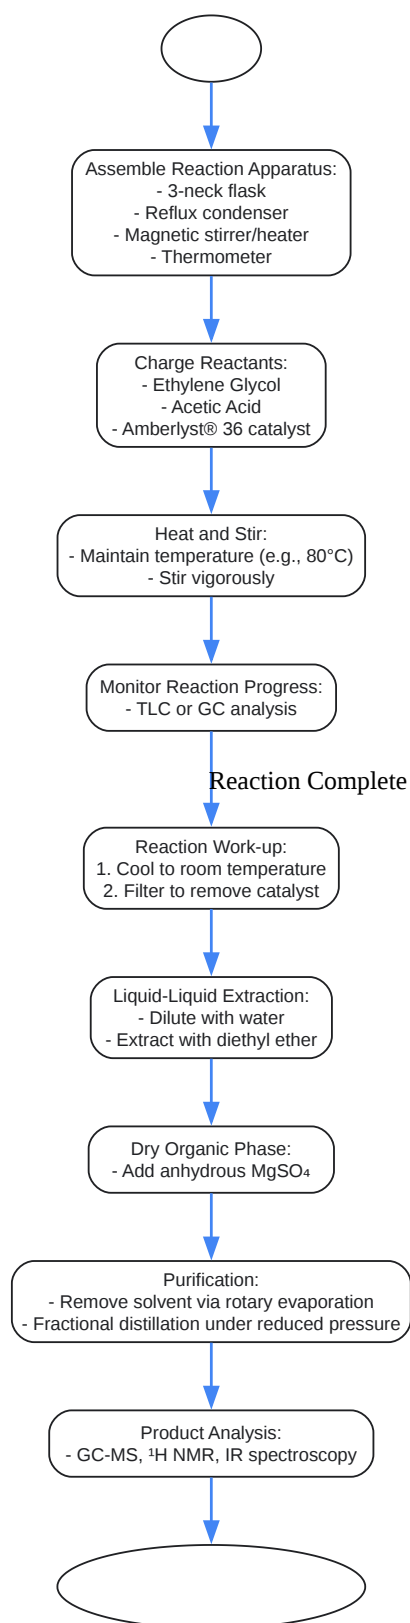 Assemble Reaction Apparatus:
- 3-neck flask
- Reflux condenser
- Magnetic stirrer/heater
- Thermometer
Charge Reactants:
- Ethylene Glycol
- Acetic Acid
- Amberlyst® 36 catalyst
Heat and Stir:
- Maintain temperature (e.g., 80°C)
- Stir vigorously
Monitor Reaction Progress:
- TLC or GC analysis
Reaction Complete
Reaction Work-up:
1. Cool to room temperature
2. Filter to remove catalyst
Liquid-Liquid Extraction:
- Dilute with water
- Extract with diethyl ether
Dry Organic Phase:
- Add anhydrous MgSO₄
Purification:
- Remove solvent via rotary evaporation
- Fractional distillation under reduced pressure
Product Analysis:
- GC-MS, ¹H NMR, IR spectroscopy